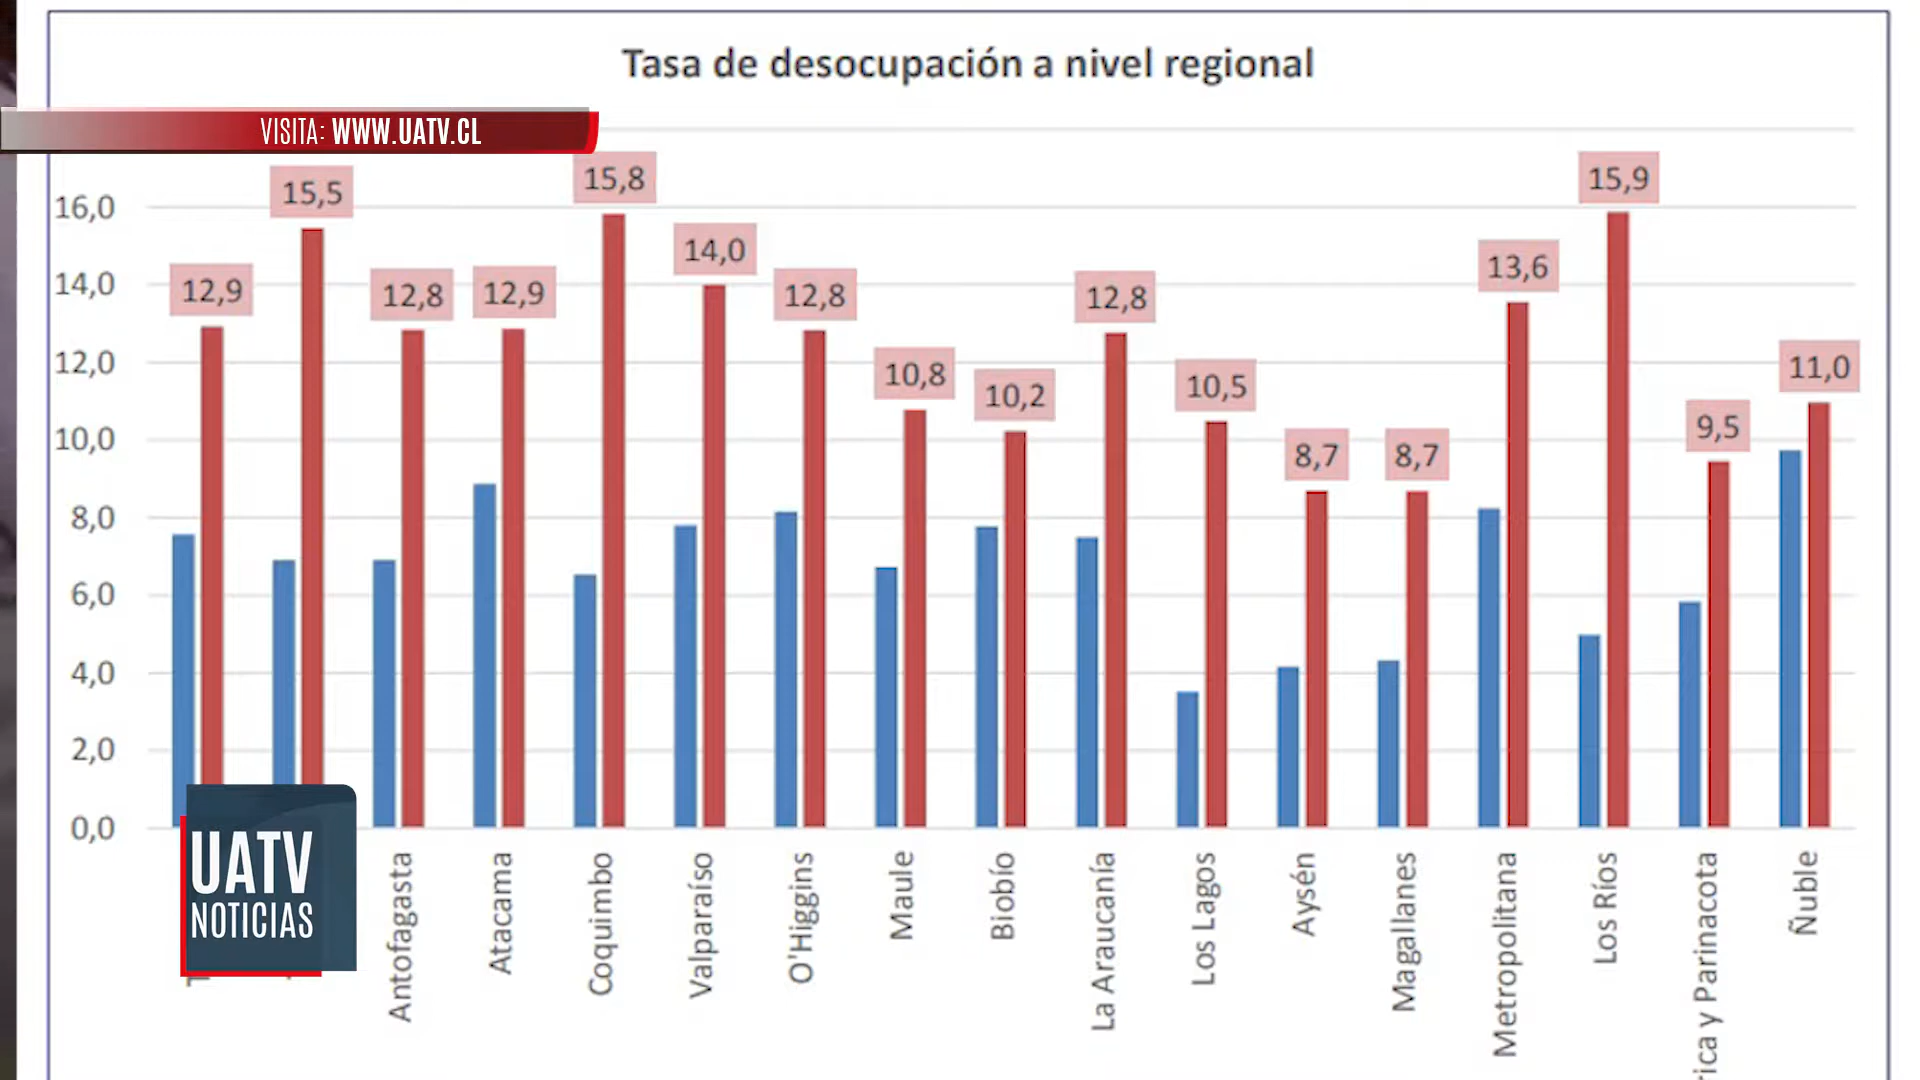 Tasa de desocupación a nivel regional
VISITA: WWW.UATV.CL
16,0
14,0
12,0
10,0
8,0
6,0
4,0
2,0
0,0
12,9
15,5
12,8
12,9
15,8
14,0
12,8
10,8
10,2
12,8
10,5
8,7
8,7
13,6
15,9
9,5
11,0
UATV
NOTICIAS
Antofagasta
Atacama
Coquimbo
Valparaíso
O'Higgins
Maule
Biobío
La Araucanía
Los Lagos
Aysén
Magallanes
Metropolitana
Los Ríos
rica y Parinacota
Ñuble